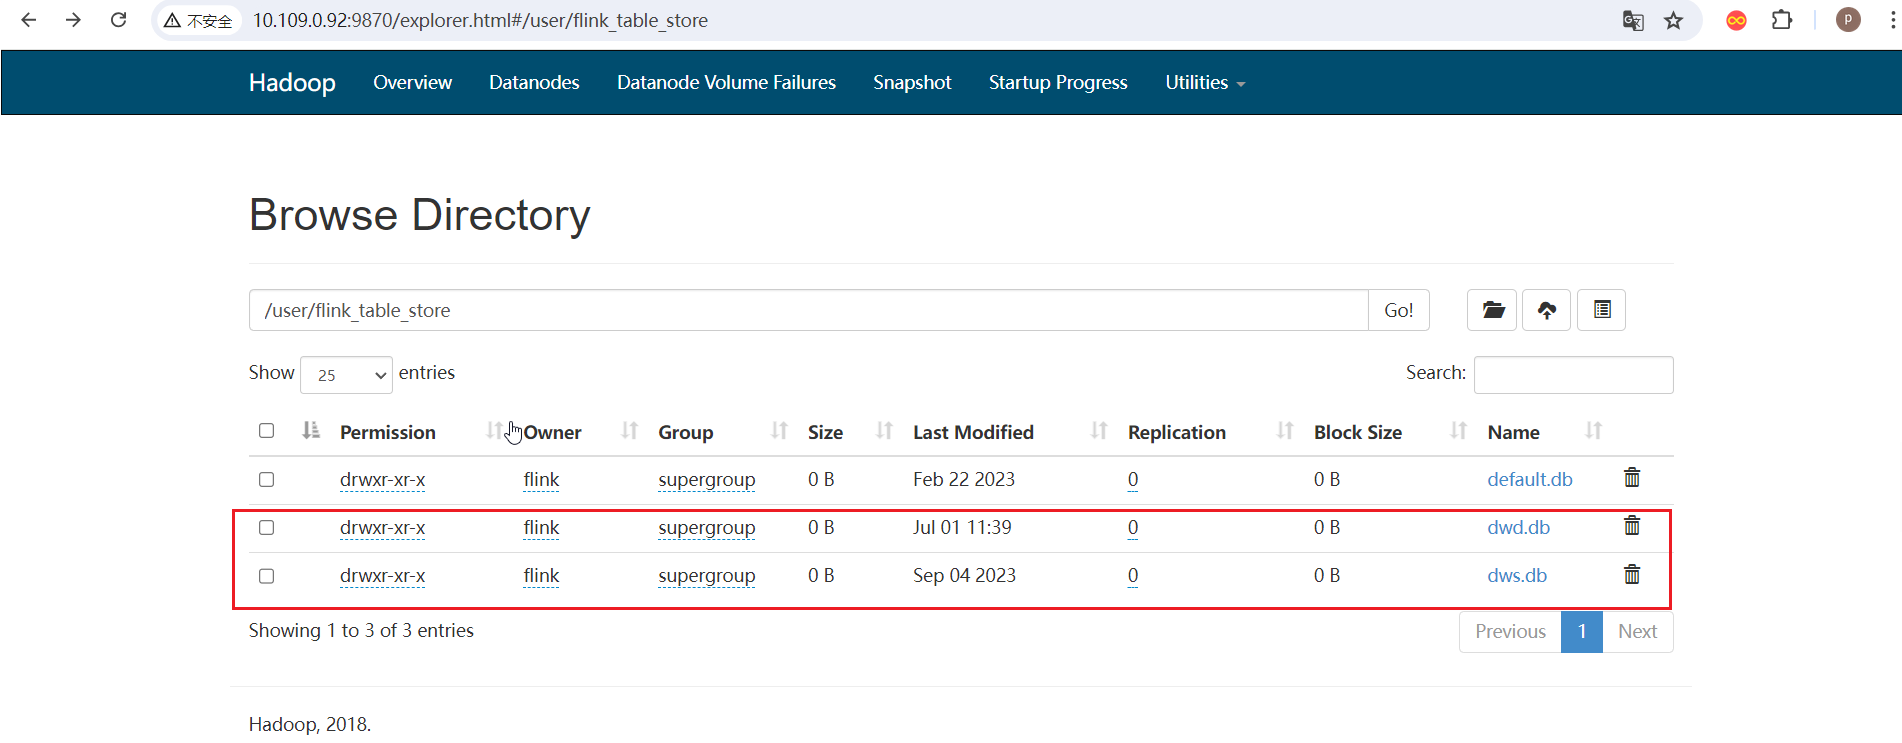 不安全 10.109.0.92:9870/explorer.html#/user/flink_table_store p
Hadoop Overview Datanodes Datanode Volume Failures Snapshot Startup Progress Utilities
Browse Directory
/user/flink_table_store Go!
Show 25 entries Search:
Permission Owner Group Size Last Modified Replication Block Size Name
drwxr-xr-x flink supergroup 0 B Feb 22 2023 0 0 B default.db
drwxr-xr-x flink supergroup 0 B Jul 01 11:39 0 0 B dwd.db
drwxr-xr-x flink supergroup 0 B Sep 04 2023 0 0 B dws.db
Showing 1 to 3 of 3 entries Previous 1 Next
Hadoop, 2018.